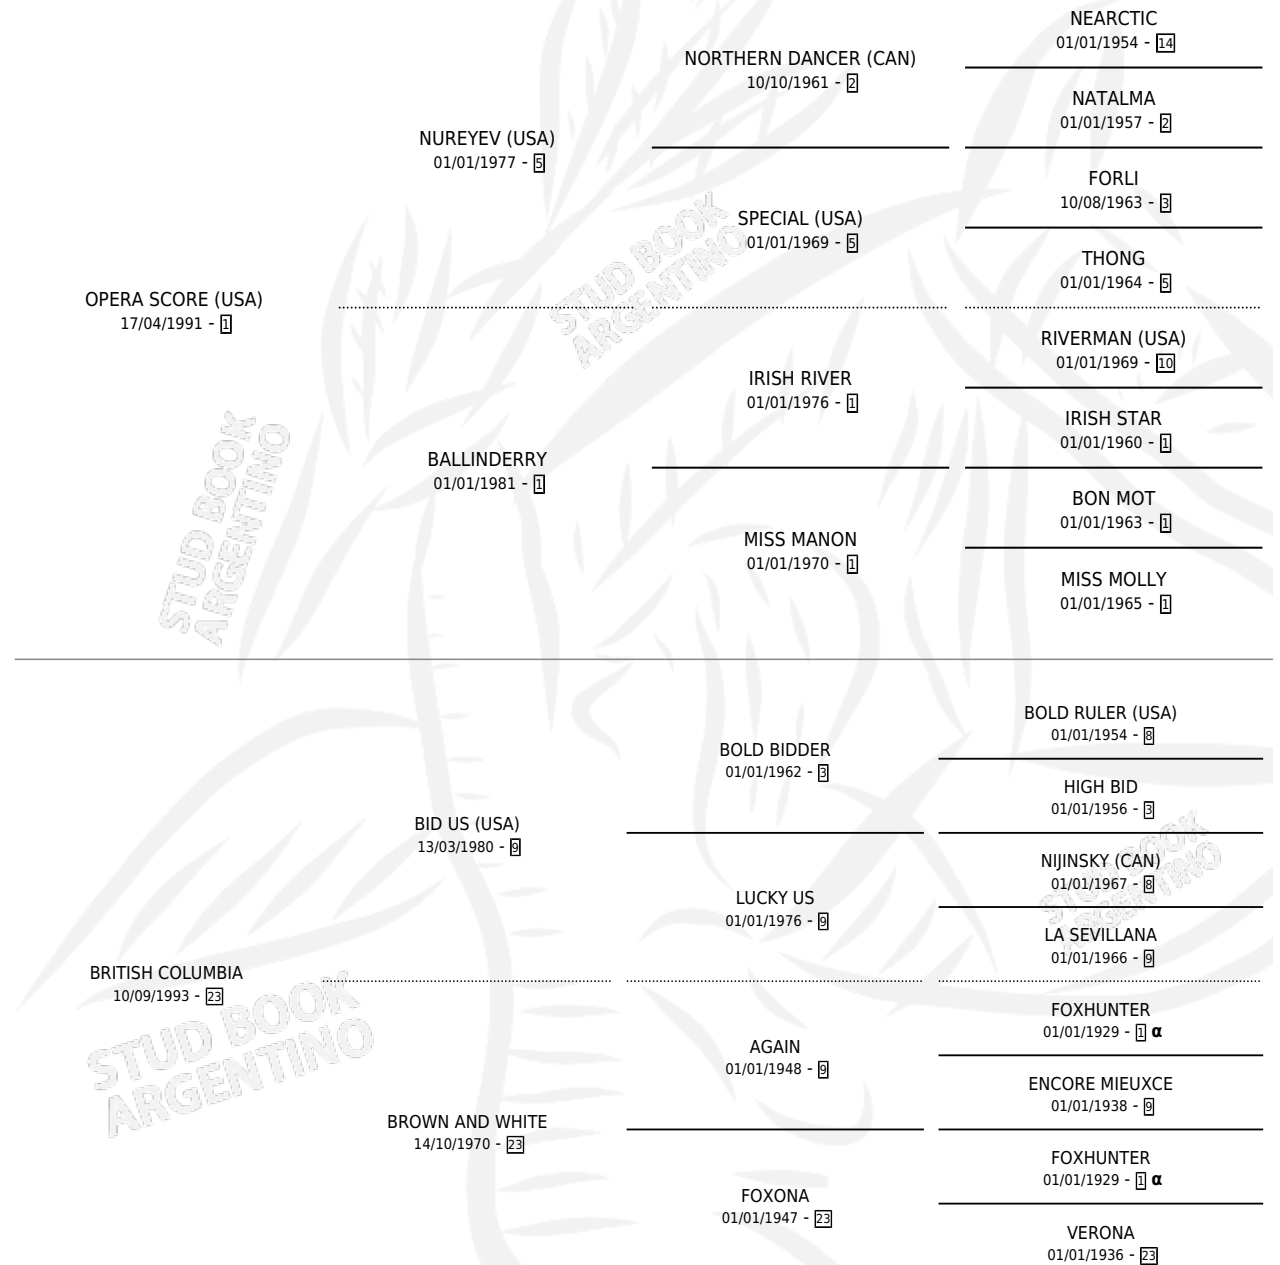 NEARCTIC
01/01/1954 - 14
NORTHERN DANCER (CAN)
10/10/1961 - 2
NATALMA
01/01/1957 - 2
NUREYEV (USA)
01/01/1977 - 5
FORLI
10/08/1963 - 3
SPECIAL (USA)
01/01/1969 - 5
THONG
01/01/1964 - 5
OPERA SCORE (USA)
17/04/1991 - 1
RIVERMAN (USA)
01/01/1969 - 10
IRISH RIVER
01/01/1976 - 1
IRISH STAR
01/01/1960 - 1
BALLINDERRY
01/01/1981 - 1
BON MOT
01/01/1963 - 1
MISS MANON
01/01/1970 - 1
MISS MOLLY
01/01/1965 - 1
BOLD RULER (USA)
01/01/1954 - 8
BOLD BIDDER
01/01/1962 - 3
HIGH BID
01/01/1956 - 3
BID US (USA)
13/03/1980 - 9
NIJINSKY (CAN)
01/01/1967 - 8
LUCKY US
01/01/1976 - 9
LA SEVILLANA
01/01/1966 - 9
BRITISH COLUMBIA
10/09/1993 - 23
FOXHUNTER
01/01/1929 - 1 α
AGAIN
01/01/1948 - 9
ENCORE MIEUXCE
01/01/1938 - 9
BROWN AND WHITE
14/10/1970 - 23
FOXHUNTER
01/01/1929 - 1 α
FOXONA
01/01/1947 - 23
VERONA
01/01/1936 - 23
STUD BOOK
ARGENTINO
STUD BOOK
ARGENTINO
STUD BOOK
ARGENTINO
STUD BOOK
ARGENTINO